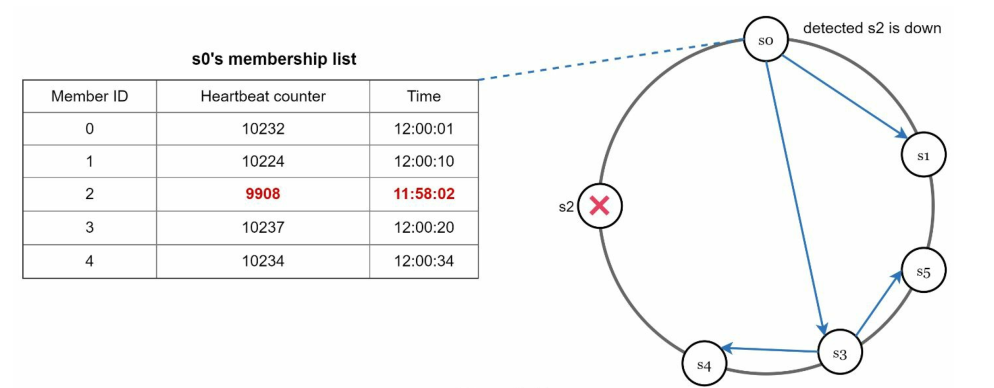 s0's membership list
Member ID Heartbeat counter Time
0 10232 12:00:01
1 10224 12:00:10
2 9908 11:58:02
3 10237 12:00:20
4 10234 12:00:34
s0
detected s2 is down
s1
s2
s5
s3
s4